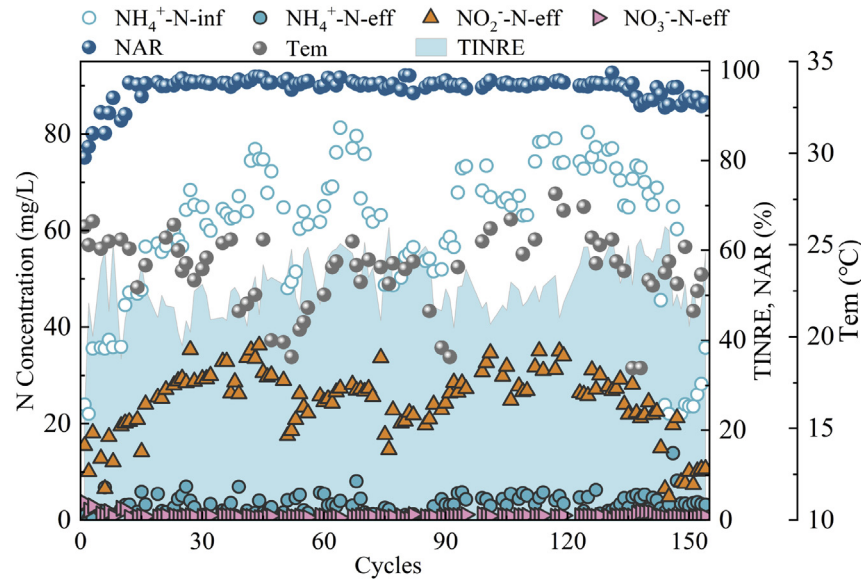 NH₄⁺-N-inf NH₄⁺-N-eff NO₂⁻-N-eff NO₃⁻-N-eff
NAR Tem TINRE
N Concentration (mg/L)
80
60
40
20
0
0 30 60 90 120 150
Cycles
100
80
60
40
20
0
TINRE, NAR (%)
35
30
25
20
15
10
Tem (℃)